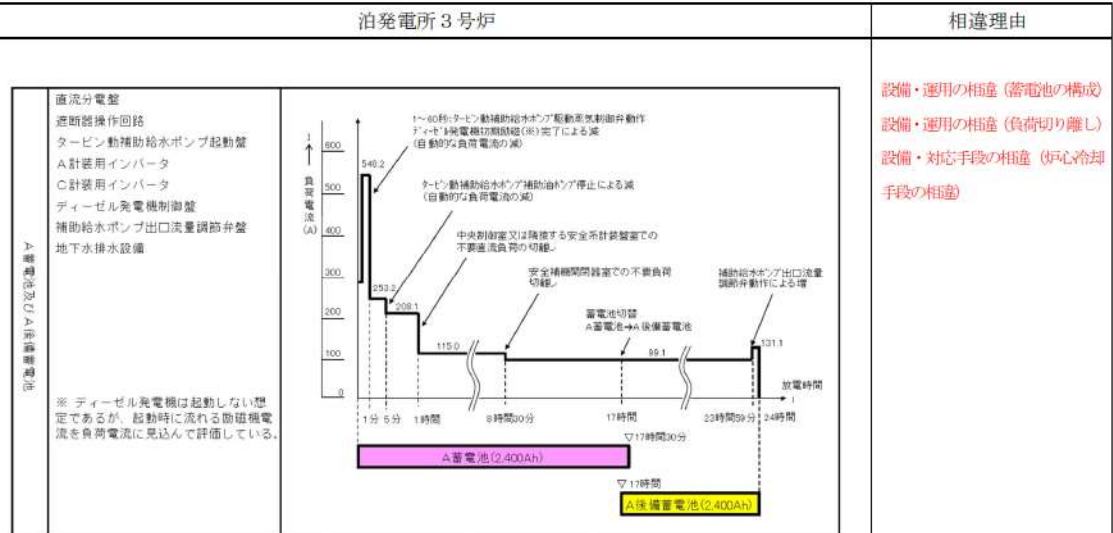 泊発電所3号炉
相違理由
A蓄電池及びA後備蓄電池
直流分電盤
遮断器操作回路
タービン動補助給水ポンプ起動盤
A計装用インバータ
C計装用インバータ
ディーゼル発電機制御盤
補助給水ポンプ出口流量調節弁盤
地下水排水設備
※ ディーゼル発電機は起動しない想
定であるが、起動時に流れる励磁機電
流を負荷電流に見込んで評価している。
1～60秒:タービン動補助給水ポンプ駆動蒸気制御弁動作
ディーゼル発電機初期励磁(※)完了による減
(自動的な負荷電流の減)
タービン動補助給水ポンプ補助油ポンプ停止による減
(自動的な負荷電流の減)
中央制御室又は隣接する安全系計装盤室での
不要直流負荷の切離し
安全補機開閉器室での不要負荷
切離し
補助給水ポンプ出口流量
調節弁動作による増
蓄電池切替
A蓄電池→A後備蓄電池
I
↑
負荷電流(A)
600
500
400
300
200
100
0
546.2
253.2
208.1
115.0
99.1
131.1
放電時間
→ t
1分 5分 1時間 8時間30分 17時間 23時間59分 24時間
▽17時間30分
A蓄電池(2,400Ah)
▽17時間
A後備蓄電池(2,400Ah)
設備・運用の相違（蓄電池の構成）
設備・運用の相違（負荷切り離し）
設備・対応手段の相違（炉心冷却
手段の相違）